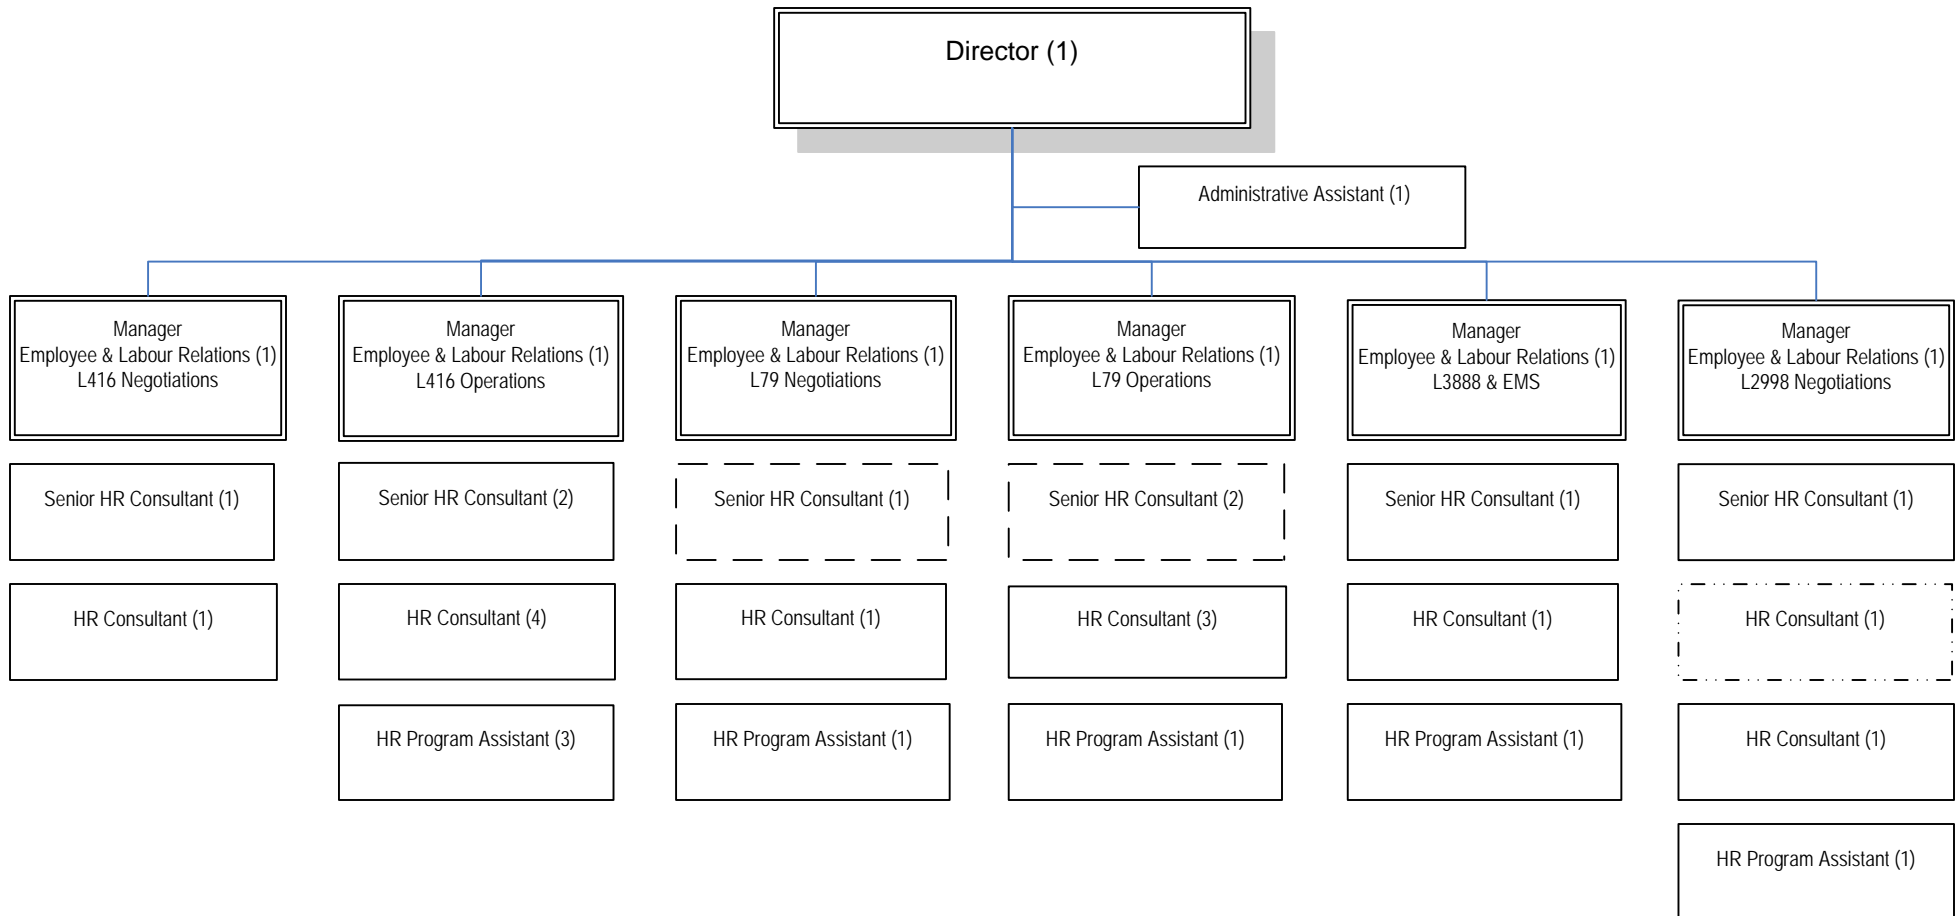 Director (1)
Administrative Assistant (1)
Manager
Employee & Labour Relations (1)
L416 Negotiations
Manager
Employee & Labour Relations (1)
L416 Operations
Manager
Employee & Labour Relations (1)
L79 Negotiations
Manager
Employee & Labour Relations (1)
L79 Operations
Manager
Employee & Labour Relations (1)
L3888 & EMS
Manager
Employee & Labour Relations (1)
L2998 Negotiations
Senior HR Consultant (1)
Senior HR Consultant (2)
Senior HR Consultant (1)
Senior HR Consultant (2)
Senior HR Consultant (1)
Senior HR Consultant (1)
HR Consultant (1)
HR Consultant (4)
HR Consultant (1)
HR Consultant (3)
HR Consultant (1)
HR Consultant (1)
HR Program Assistant (3)
HR Program Assistant (1)
HR Program Assistant (1)
HR Program Assistant (1)
HR Consultant (1)
HR Program Assistant (1)